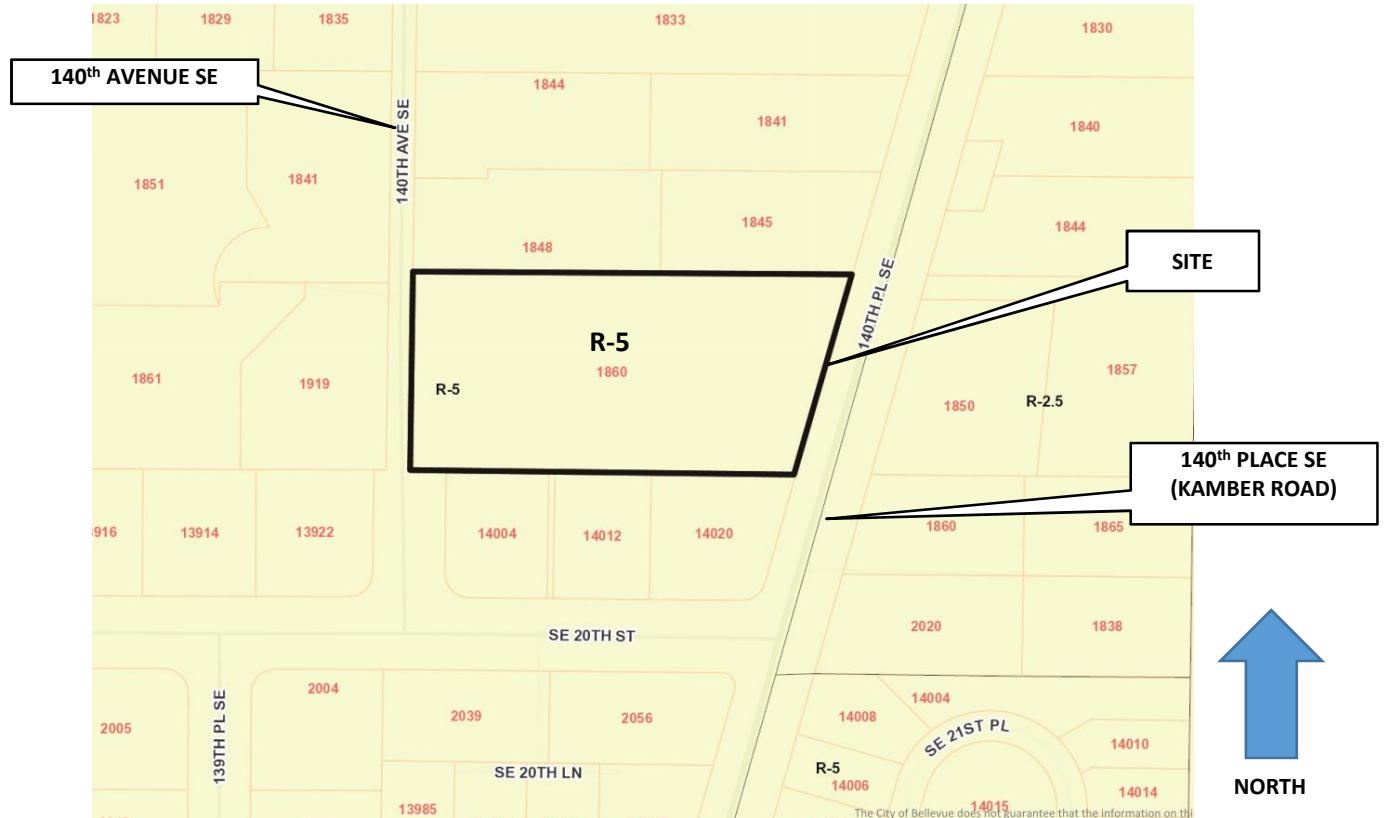 1823
1829
1835
1833
1830
140th AVENUE SE
1844
1841
1840
140TH AVE SE
1851
1841
1848
1845
1844
SITE
140TH PL SE
R-5
1860
R-5
1861
1919
1850
R-2.5
1857
140th PLACE SE
(KAMBER ROAD)
3916
13914
13922
14004
14012
14020
1860
1865
SE 20TH ST
2020
1838
2004
2005
139TH PL SE
2039
2056
14008
14004
SE 21ST PL
14010
SE 20TH LN
R-5
14006
14014
NORTH
13985
14015
The City of Bellevue does not guarantee that the information on thi